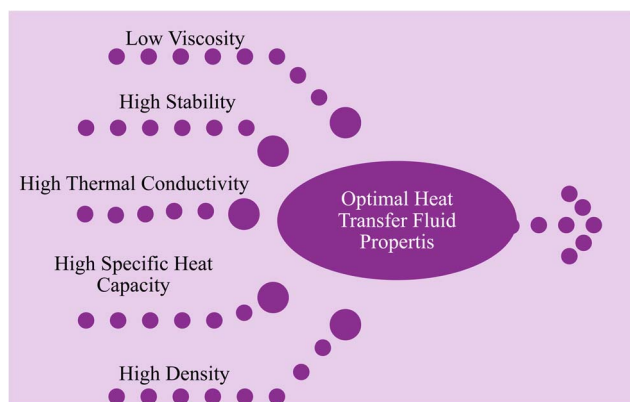 Low Viscosity
High Stability
High Thermal Conductivity
High Specific Heat
Capacity
High Density
Optimal Heat
Transfer Fluid
Propertis